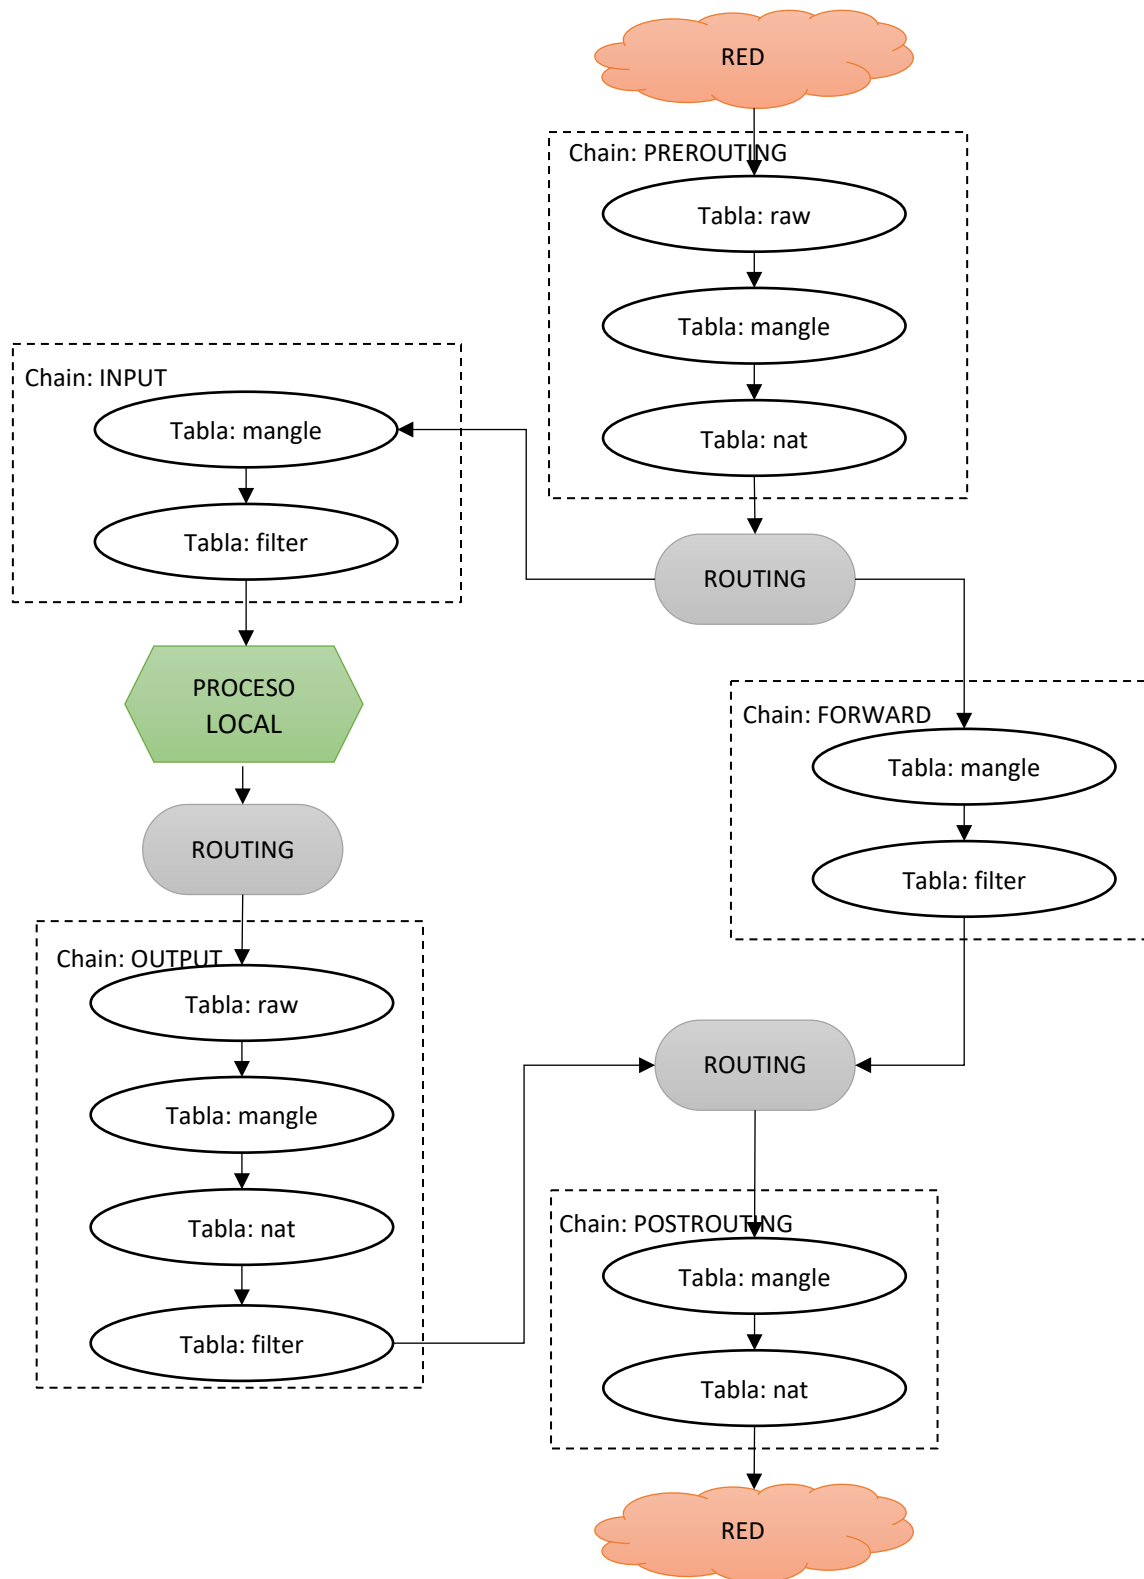 RED
Chain: PREROUTING
Tabla: raw
Tabla: mangle
Tabla: nat
ROUTING
Chain: INPUT
Tabla: mangle
Tabla: filter
PROCESO
LOCAL
ROUTING
Chain: OUTPUT
Tabla: raw
Tabla: mangle
Tabla: nat
Tabla: filter
Chain: FORWARD
Tabla: mangle
Tabla: filter
ROUTING
Chain: POSTROUTING
Tabla: mangle
Tabla: nat
RED